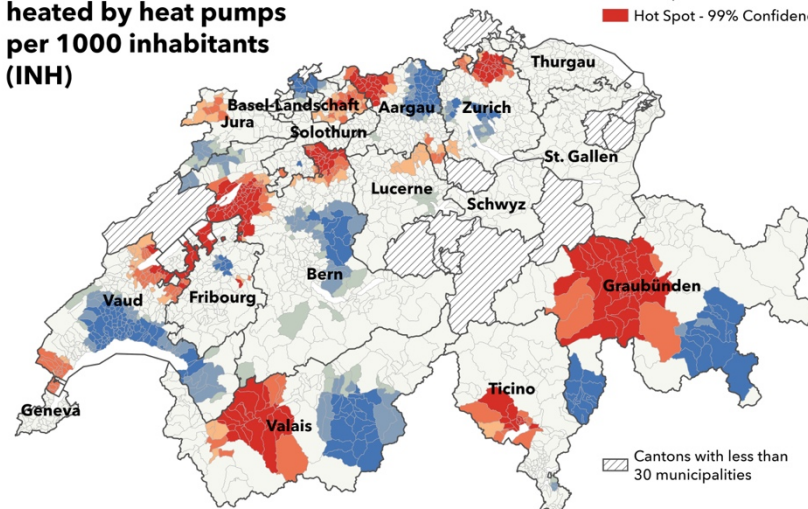 heated by heat pumps
per 1000 inhabitants
(INH)
Hot Spot - 99% Confidenc
Thurgau
Basel-Landschaft
Jura
Aargau
Zurich
Solothurn
St. Gallen
Lucerne
Schwyz
Bern
Graubünden
Vaud
Fribourg
Ticino
Geneva
Valais
Cantons with less than
30 municipalities